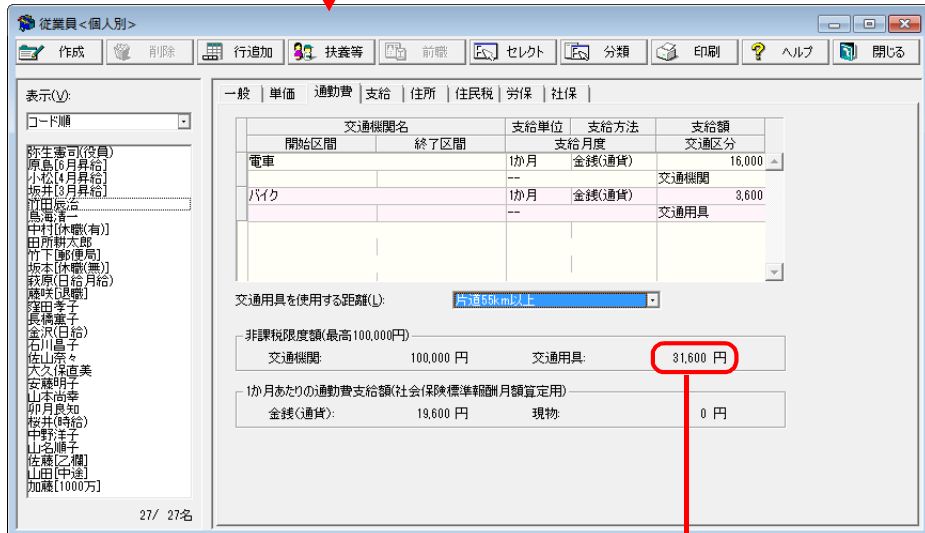 従業員<個人別>
作成 削除 行追加 扶養等 前職 セレクト 分類 印刷 ヘルプ 閉じる
表示(V):
コード順
弥生憲司(役員)
原島[6月昇給]
小松[4月昇給]
坂井[3月昇給]
竹田辰治
鳥海清一
中村[休職(有)]
田所耕太郎
竹下[郵便局]
坂本[休職(無)]
萩原(日給月給)
藤咲[退職]
窪田孝子
長橋薫子
金沢(日給)
石川昌子
佐山奈々
大久保直美
安藤明子
山本尚幸
卯月良知
桜井(時給)
中野洋子
山名順子
佐藤[乙欄]
山田[中途]
加藤[1000万]
27/ 27名
一般 単価 通勤費 支給 住所 住民税 労保 社保
交通機関名 支給単位 支給方法 支給額
開始区間 終了区間 支給月度 交通区分
電車 1か月 金銭(通貨) 16,000
-- 交通機関
バイク 1か月 金銭(通貨) 3,600
-- 交通用具
交通用具を使用する距離(L): 片道55km以上
非課税限度額(最高100,000円)
交通機関: 100,000 円 交通用具: 31,600 円
1か月あたりの通勤費支給額(社会保険標準報酬月額算定用)
金銭(通貨): 19,600 円 現物: 0 円